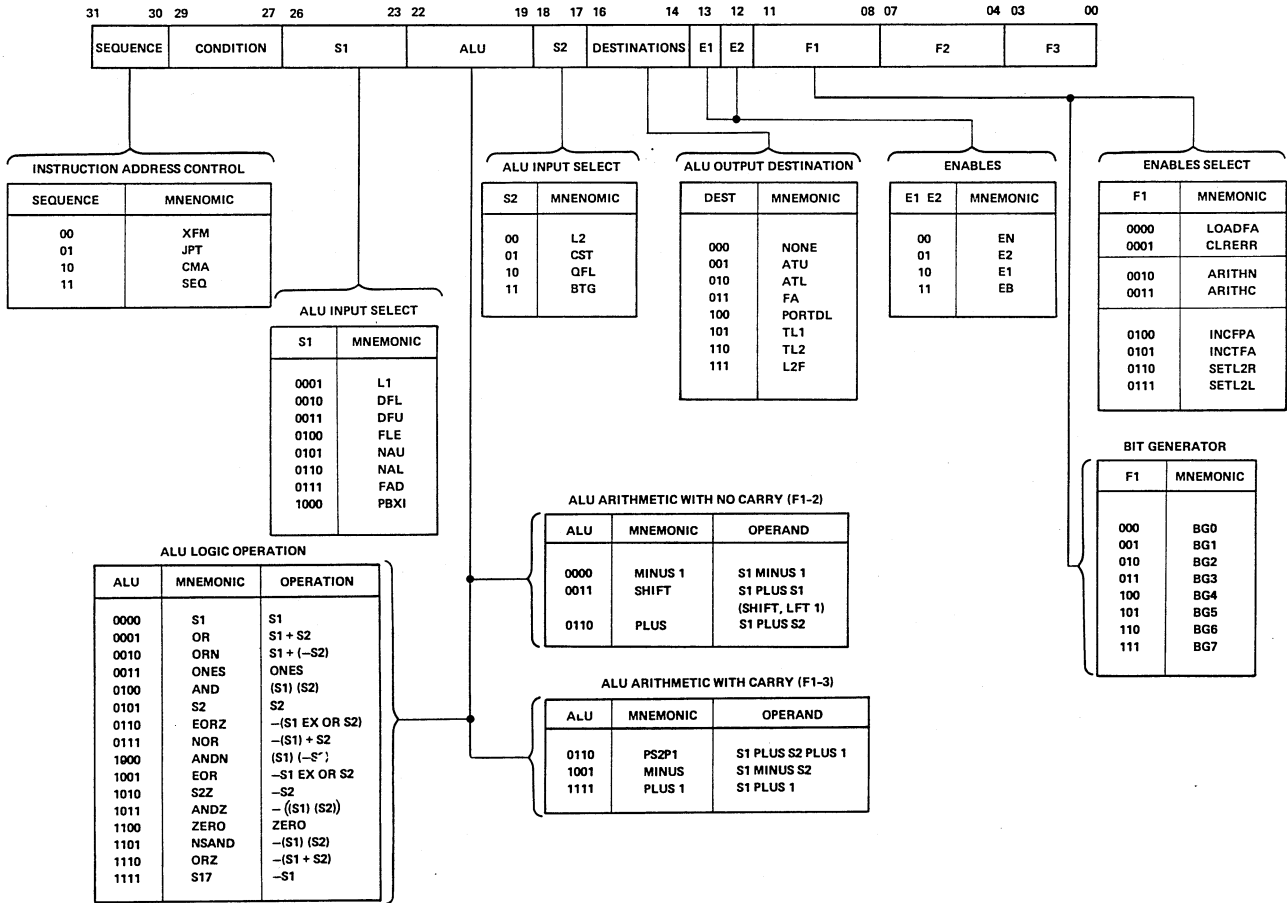 31 30 29 27 26 23 22 19 18 17 16 14 13 12 11 08 07 04 03 00
SEQUENCE CONDITION S1 ALU S2 DESTINATIONS E1 E2 F1 F2 F3
INSTRUCTION ADDRESS CONTROL
SEQUENCE MNENOMIC
00 XFM
01 JPT
10 CMA
11 SEQ
ALU INPUT SELECT
S1 MNEMONIC
0001 L1
0010 DFL
0011 DFU
0100 FLE
0101 NAU
0110 NAL
0111 FAD
1000 PBXI
ALU INPUT SELECT
S2 MNENOMIC
00 L2
01 CST
10 QFL
11 BTG
ALU OUTPUT DESTINATION
DEST MNEMONIC
000 NONE
001 ATU
010 ATL
011 FA
100 PORTDL
101 TL1
110 TL2
111 L2F
ENABLES
E1 E2 MNEMONIC
00 EN
01 E2
10 E1
11 EB
ENABLES SELECT
F1 MNEMONIC
0000 LOADFA
0001 CLRERR
0010 ARITHN
0011 ARITHC
0100 INCFPA
0101 INCTFA
0110 SETL2R
0111 SETL2L
BIT GENERATOR
F1 MNEMONIC
000 BG0
001 BG1
010 BG2
011 BG3
100 BG4
101 BG5
110 BG6
111 BG7
ALU ARITHMETIC WITH NO CARRY (F1-2)
ALU MNEMONIC OPERAND
0000 MINUS 1 S1 MINUS 1
0011 SHIFT S1 PLUS S1
(SHIFT, LFT 1)
0110 PLUS S1 PLUS S2
ALU ARITHMETIC WITH CARRY (F1-3)
ALU MNEMONIC OPERAND
0110 PS2P1 S1 PLUS S2 PLUS 1
1001 MINUS S1 MINUS S2
1111 PLUS 1 S1 PLUS 1
ALU LOGIC OPERATION
ALU MNEMONIC OPERATION
0000 S1 S1
0001 OR S1 + S2
0010 ORN S1 + (−S2)
0011 ONES ONES
0100 AND (S1) (S2)
0101 S2 S2
0110 EORZ −(S1 EX OR S2)
0111 NOR −(S1) + S2
1000 ANDN (S1)
1001 EOR −S1 EX OR S2
1010 S2Z −S2
1011 ANDZ − ((S1) (S2))
1100 ZERO ZERO
1101 NSAND −(S1) (S2)
1110 ORZ −(S1 + S2)
1111 S17 −S1